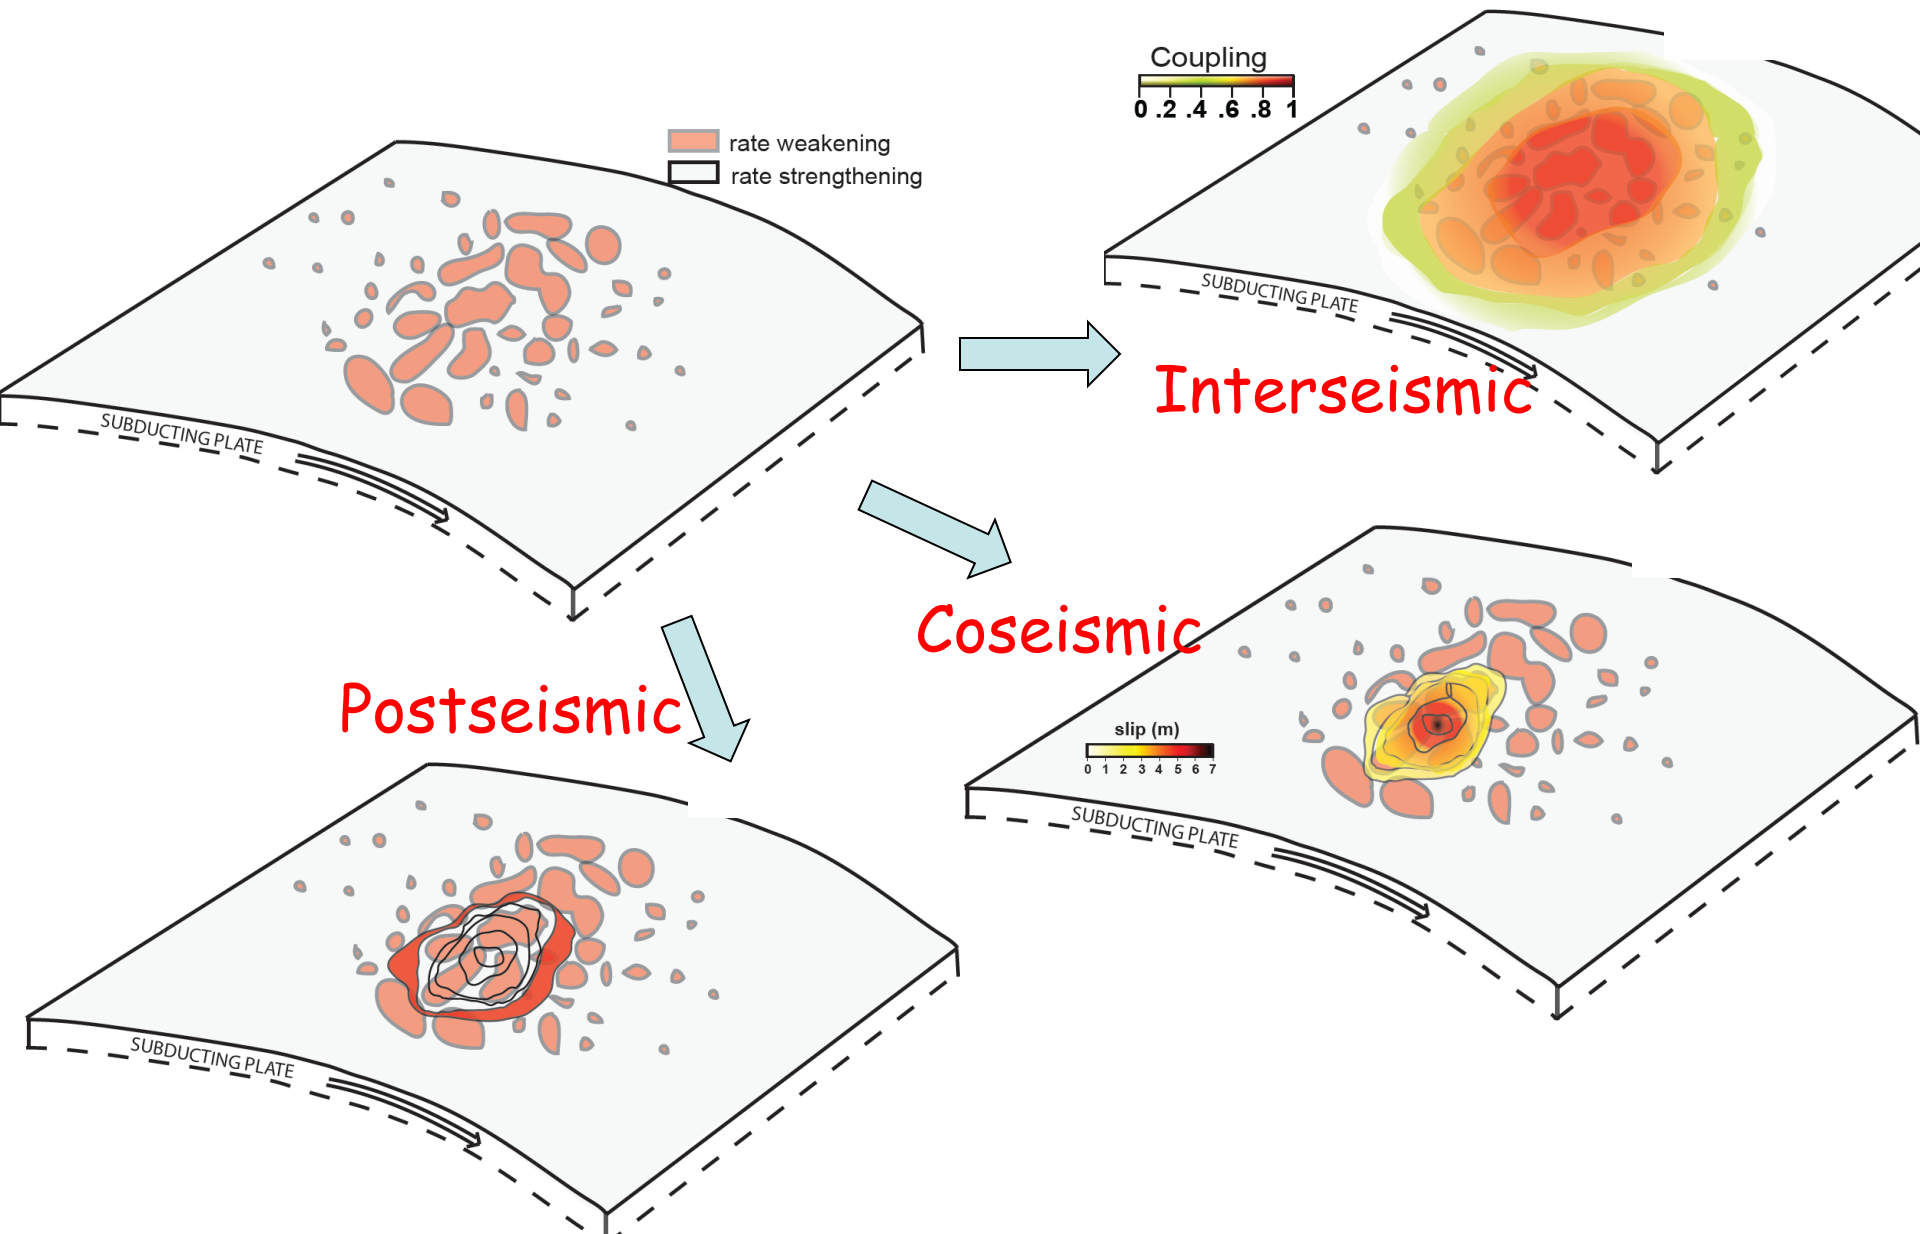 Coupling
0 .2 .4 .6 .8 1
rate weakening
rate strengthening
SUBDUCTING PLATE
Interseismic
SUBDUCTING PLATE
Coseismic
Postseismic
slip (m)
0 1 2 3 4 5 6 7
SUBDUCTING PLATE
SUBDUCTING PLATE